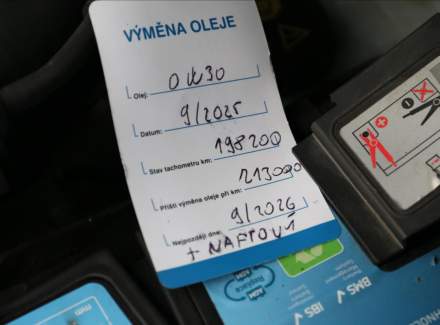 VÝMĚNA OLEJE
Olej: 0W30
Datum: 9/2025
Stav tachometru km: 198200
Příští výměna oleje při km: 213000
Nejpozději dne: 9/2026
+ NAFTOVÝ
BMS
IBS